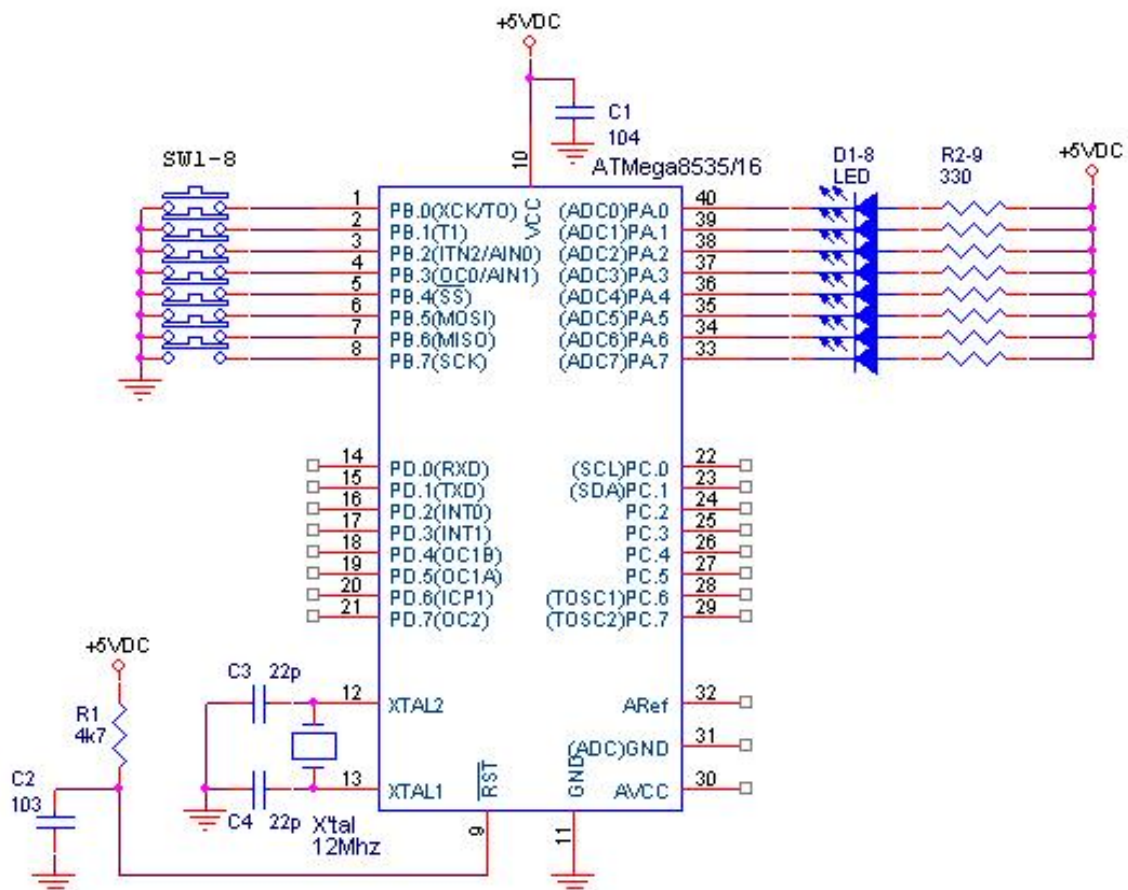 +5VDC
C1
104
ATMega8535/16
SW1-8
10
VCC
D1-8
LED
R2-9
330
+5VDC
1 PB.0(XCK/TO) (ADC0)PA.0 40
2 PB.1(T1) (ADC1)PA.1 39
3 PB.2(ITN2/AIN0) (ADC2)PA.2 38
4 PB.3(OC0/AIN1) (ADC3)PA.3 37
5 PB.4(SS) (ADC4)PA.4 36
6 PB.5(MOSI) (ADC5)PA.5 35
7 PB.6(MISO) (ADC6)PA.6 34
8 PB.7(SCK) (ADC7)PA.7 33
14 PD.0(RXD) (SCL)PC.0 22
15 PD.1(TXD) (SDA)PC.1 23
16 PD.2(INT0) PC.2 24
17 PD.3(INT1) PC.3 25
18 PD.4(OC1B) PC.4 26
19 PD.5(OC1A) PC.5 27
20 PD.6(ICP1) (TOSC1)PC.6 28
21 PD.7(OC2) (TOSC2)PC.7 29
+5VDC
R1
4k7
C2
103
C3 22p
12 XTAL2 ARef 32
(ADC)GND 31
13 XTAL1 AVCC 30
C4 22p
X'tal
12Mhz
RST
9
GND
11